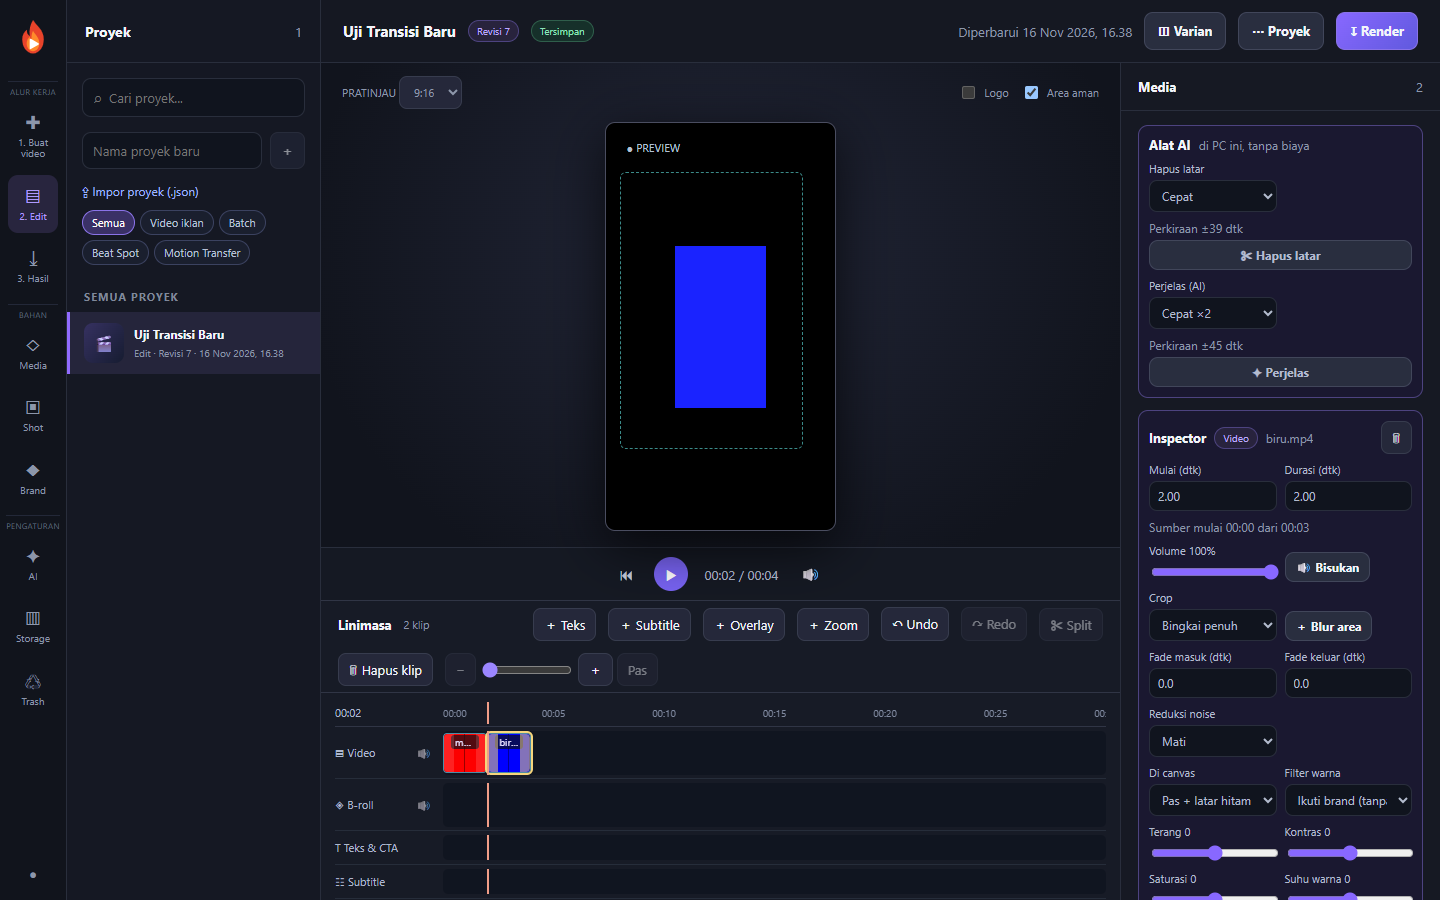 ALUR KERJA
1. Buat
video
2. Edit
3. Hasil
BAHAN
Media
Shot
Brand
PENGATURAN
AI
Storage
Trash
Proyek 1
Cari proyek...
Nama proyek baru +
Impor proyek (.json)
Semua Video iklan Batch
Beat Spot Motion Transfer
SEMUA PROYEK
Uji Transisi Baru
Edit · Revisi 7 · 16 Nov 2026, 16.38
Uji Transisi Baru Revisi 7 Tersimpan Diperbarui 16 Nov 2026, 16.38 Varian ··· Proyek Render
PRATINJAU 9:16 Logo Area aman
● PREVIEW
00:02 / 00:04
Linimasa 2 klip + Teks + Subtitle + Overlay + Zoom Undo Redo Split
Hapus klip − + Pas
00:02 00:00 00:05 00:10 00:15 00:20 00:25 00:
Video m... bir...
B-roll
T Teks & CTA
Subtitle
Media 2
Alat AI di PC ini, tanpa biaya
Hapus latar
Cepat
Perkiraan ±39 dtk
Hapus latar
Perjelas (AI)
Cepat ×2
Perkiraan ±45 dtk
Perjelas
Inspector Video biru.mp4
Mulai (dtk) Durasi (dtk)
2.00 2.00
Sumber mulai 00:00 dari 00:03
Volume 100% Bisukan
Crop
Bingkai penuh + Blur area
Fade masuk (dtk) Fade keluar (dtk)
0.0 0.0
Reduksi noise
Mati
Di canvas Filter warna
Pas + latar hitam Ikuti brand (tanpa
Terang 0 Kontras 0
Saturasi 0 Suhu warna 0